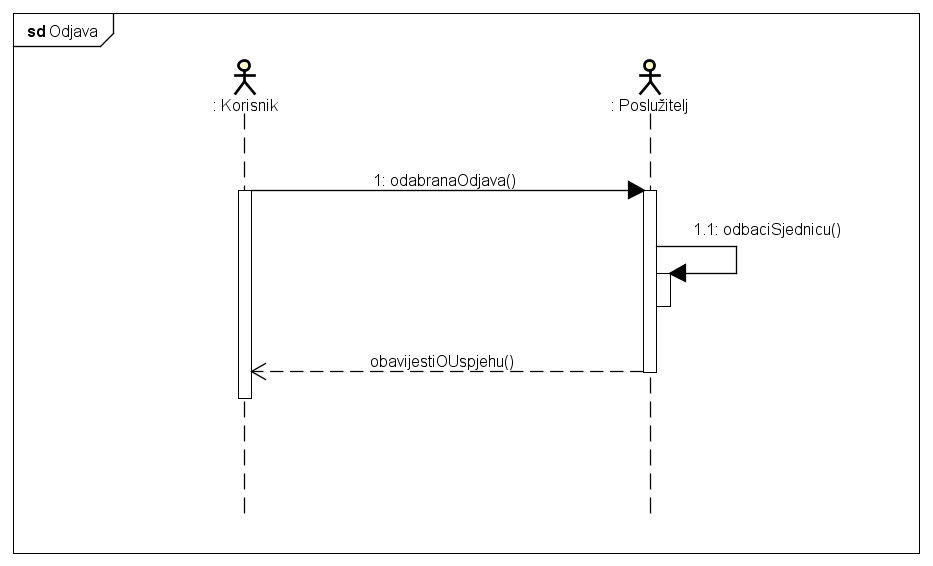 sd Odjava
: Korisnik
: Poslužitelj
1: odabranaOdjava()
1.1: odbaciSjednicu()
obavijestiOUspjehu()